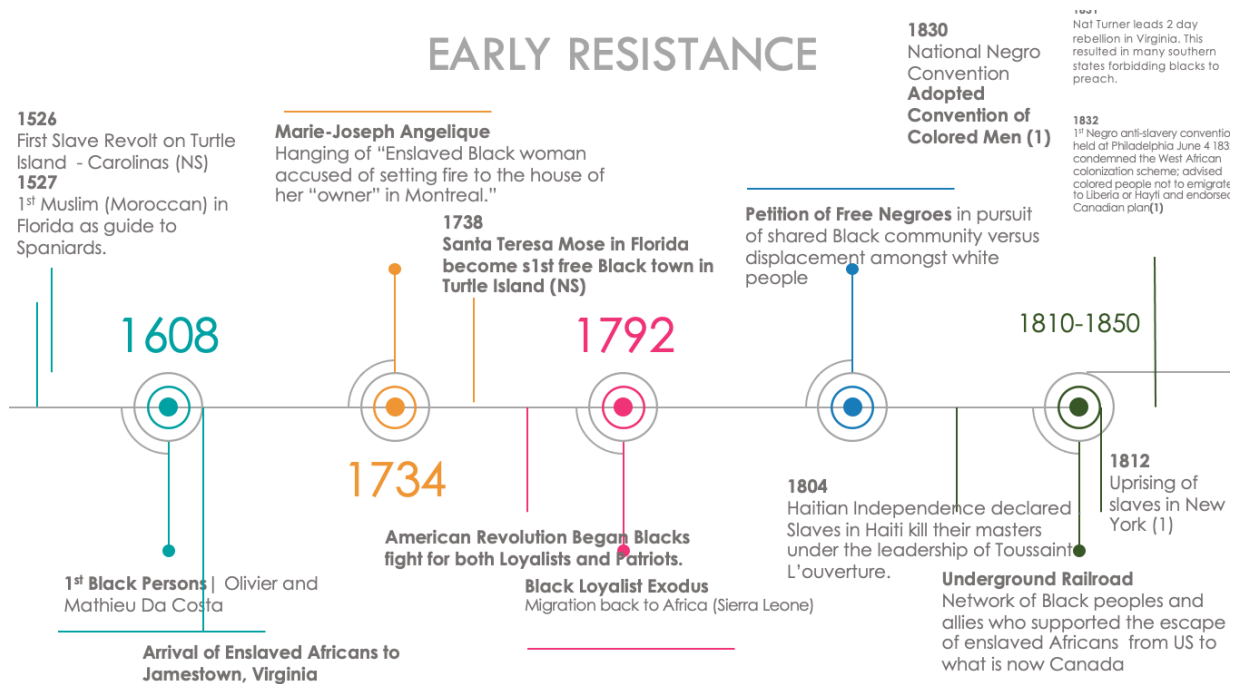 EARLY RESISTANCE
1526
First Slave Revolt on Turtle
Island - Carolinas (NS)
1527
1st Muslim (Moroccan) in
Florida as guide to
Spaniards.
1608
1st Black Persons| Olivier and
Mathieu Da Costa
Arrival of Enslaved Africans to
Jamestown, Virginia
Marie-Joseph Angelique
Hanging of “Enslaved Black woman
accused of setting fire to the house of
her “owner” in Montreal.”
1734
1738
Santa Teresa Mose in Florida
become s1st free Black town in
Turtle Island (NS)
American Revolution Began Blacks
fight for both Loyalists and Patriots.
1792
Black Loyalist Exodus
Migration back to Africa (Sierra Leone)
Petition of Free Negroes in pursuit
of shared Black community versus
displacement amongst white
people
1804
Haitian Independence declared
Slaves in Haiti kill their masters
under the leadership of Toussaint
L’ouverture.
1830
National Negro
Convention
Adopted
Convention of
Colored Men (1)
1831
Nat Turner leads 2 day
rebellion in Virginia. This
resulted in many southern
states forbidding blacks to
preach.
1832
1st Negro anti-slavery conventio
held at Philadelphia June 4 183
condemned the West African
colonization scheme; advised
colored people not to emigrate
to Liberia or Hayti and endorsed
Canadian plan(1)
1810-1850
1812
Uprising of
slaves in New
York (1)
Underground Railroad
Network of Black peoples and
allies who supported the escape
of enslaved Africans from US to
what is now Canada